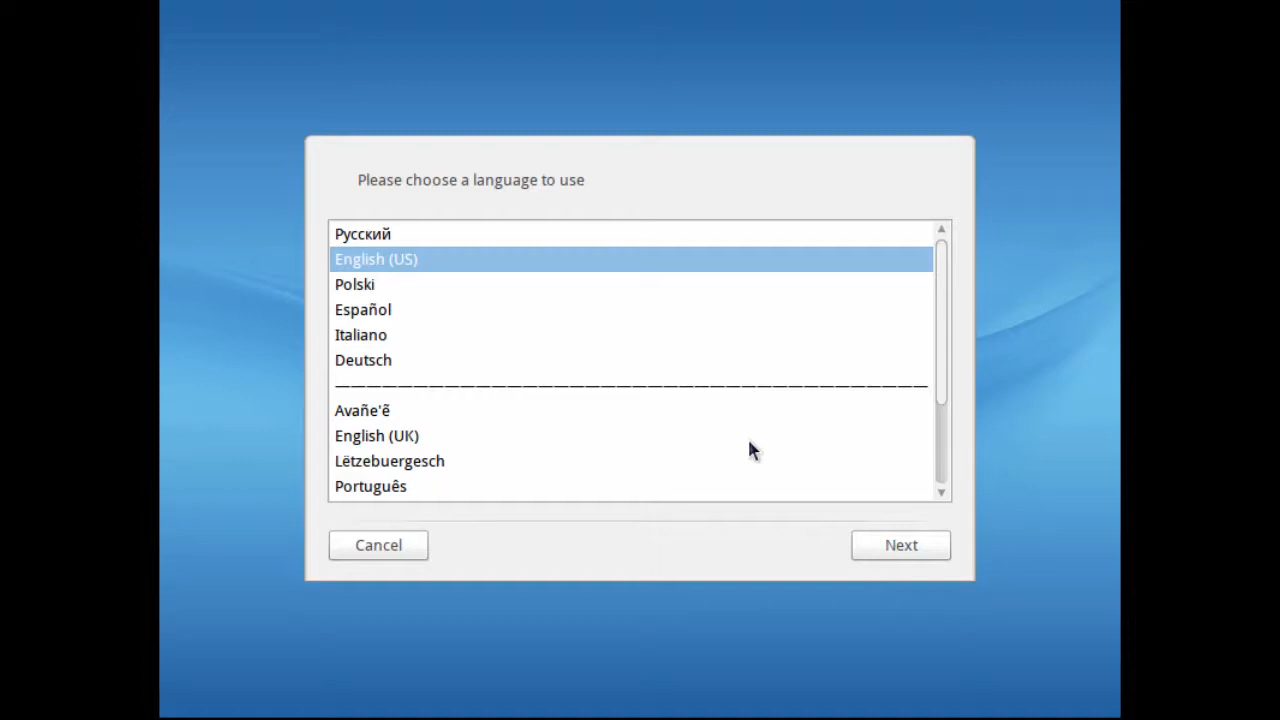 Please choose a language to use
Русский
English (US)
Polski
Español
Italiano
Deutsch
Avañe'ẽ
English (UK)
Lëtzebuergesch
Português
Cancel
Next